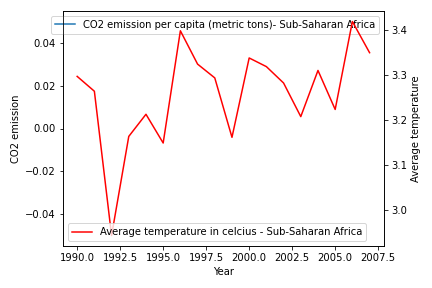 CO2 emission per capita (metric tons)- Sub-Saharan Africa
0.04
0.02
0.00
−0.02
−0.04
CO2 emission
3.4
3.3
3.2
3.1
3.0
Average temperature
Average temperature in celcius - Sub-Saharan Africa
1990.0 1992.5 1995.0 1997.5 2000.0 2002.5 2005.0 2007.5
Year